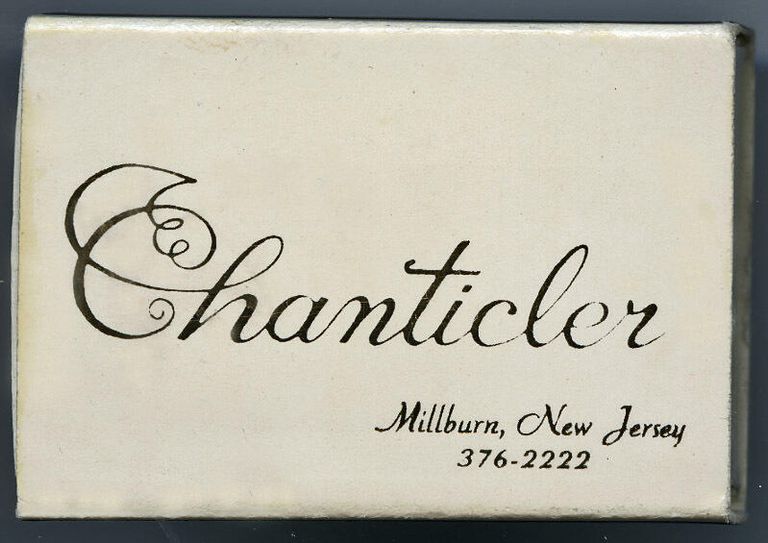 Chanticler
Millburn, New Jersey
376-2222